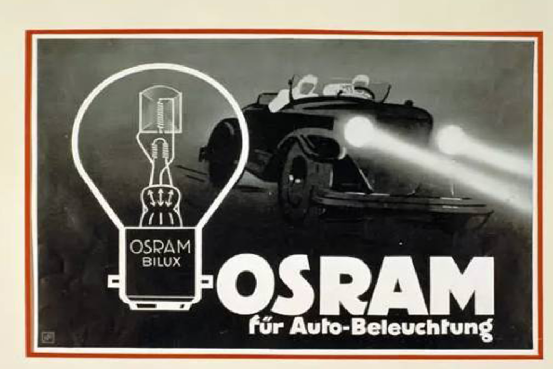 OSRAM
BILUX
OSRAM
für Auto-Beleuchtung